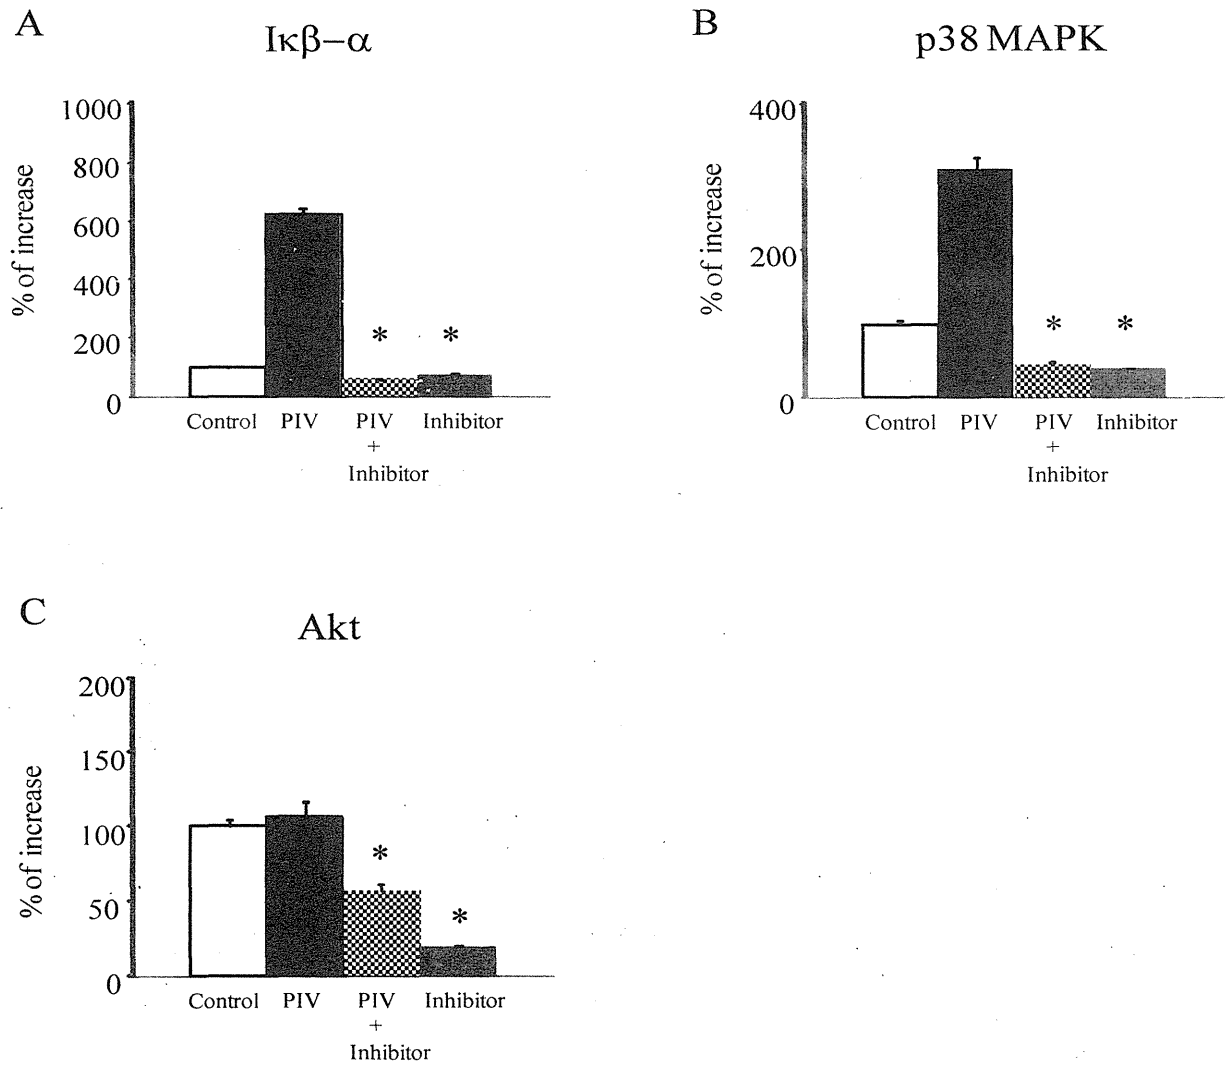 A
Iκβ–α
% of increase
1000
800
600
400
200
0
*
*
Control
PIV
PIV
+
Inhibitor
Inhibitor
B
p38 MAPK
% of increase
400
200
0
*
*
Control
PIV
PIV
+
Inhibitor
Inhibitor
C
Akt
% of increase
200
150
100
50
0
*
*
Control
PIV
PIV
+
Inhibitor
Inhibitor